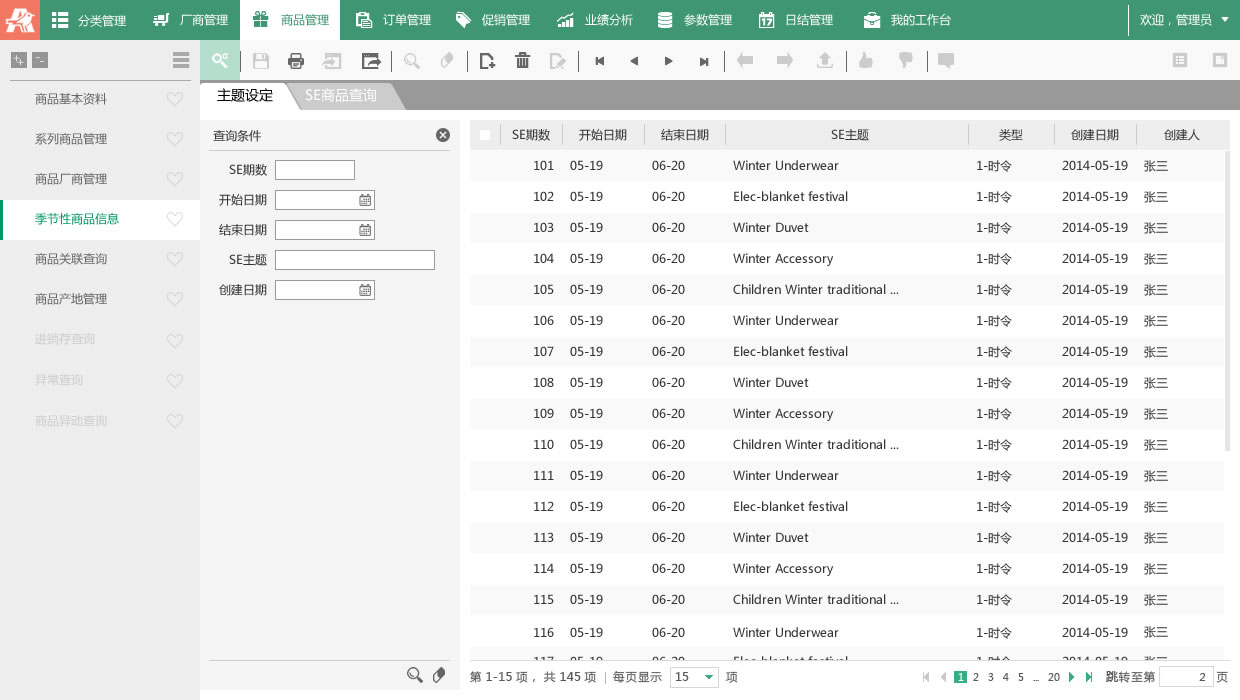 分类管理 厂商管理 商品管理 订单管理 促销管理 业绩分析 参数管理 日结管理 我的工作台 欢迎，管理员
商品基本资料
系列商品管理
商品厂商管理
季节性商品信息
商品关联查询
商品产地管理
进销存查询
异常查询
商品异动查询
主题设定 SE商品查询
查询条件
SE期数
开始日期
结束日期
SE主题
创建日期
SE期数 开始日期 结束日期 SE主题 类型 创建日期 创建人
101 05-19 06-20 Winter Underwear 1-时令 2014-05-19 张三
102 05-19 06-20 Elec-blanket festival 1-时令 2014-05-19 张三
103 05-19 06-20 Winter Duvet 1-时令 2014-05-19 张三
104 05-19 06-20 Winter Accessory 1-时令 2014-05-19 张三
105 05-19 06-20 Children Winter traditional ... 1-时令 2014-05-19 张三
106 05-19 06-20 Winter Underwear 1-时令 2014-05-19 张三
107 05-19 06-20 Elec-blanket festival 1-时令 2014-05-19 张三
108 05-19 06-20 Winter Duvet 1-时令 2014-05-19 张三
109 05-19 06-20 Winter Accessory 1-时令 2014-05-19 张三
110 05-19 06-20 Children Winter traditional ... 1-时令 2014-05-19 张三
111 05-19 06-20 Winter Underwear 1-时令 2014-05-19 张三
112 05-19 06-20 Elec-blanket festival 1-时令 2014-05-19 张三
113 05-19 06-20 Winter Duvet 1-时令 2014-05-19 张三
114 05-19 06-20 Winter Accessory 1-时令 2014-05-19 张三
115 05-19 06-20 Children Winter traditional ... 1-时令 2014-05-19 张三
116 05-19 06-20 Winter Underwear 1-时令 2014-05-19 张三
第 1-15 项，共 145 项 | 每页显示 15 项 1 2 3 4 5 ... 20 跳转至第 2 页